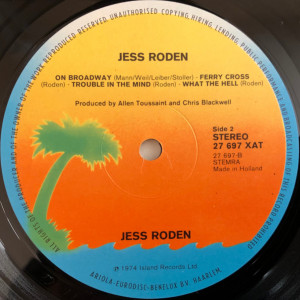 UNAUTHORISED COPYING HIRING LENDING PUBLIC PERFORMANCE AND
JESS RODEN
ON BROADWAY (Mann/Weil/Leiber/Stoller) · FERRY CROSS
(Roden) · TROUBLE IN THE MIND (Roden) · WHAT THE HELL (Roden)
Produced by Allen Toussaint and Chris Blackwell
Side 2
STEREO
27 697 XAT
27 697-B
STEMRA
Made in Holland
JESS RODEN
℗ 1974 Island Records Ltd
ARIOLA-EURODISC-BENELUX B.V. HAARLEM
ALL RIGHTS OF THE PRODUCER AND OF THE OWNER OF THE WORK REPRODUCED RESERVED